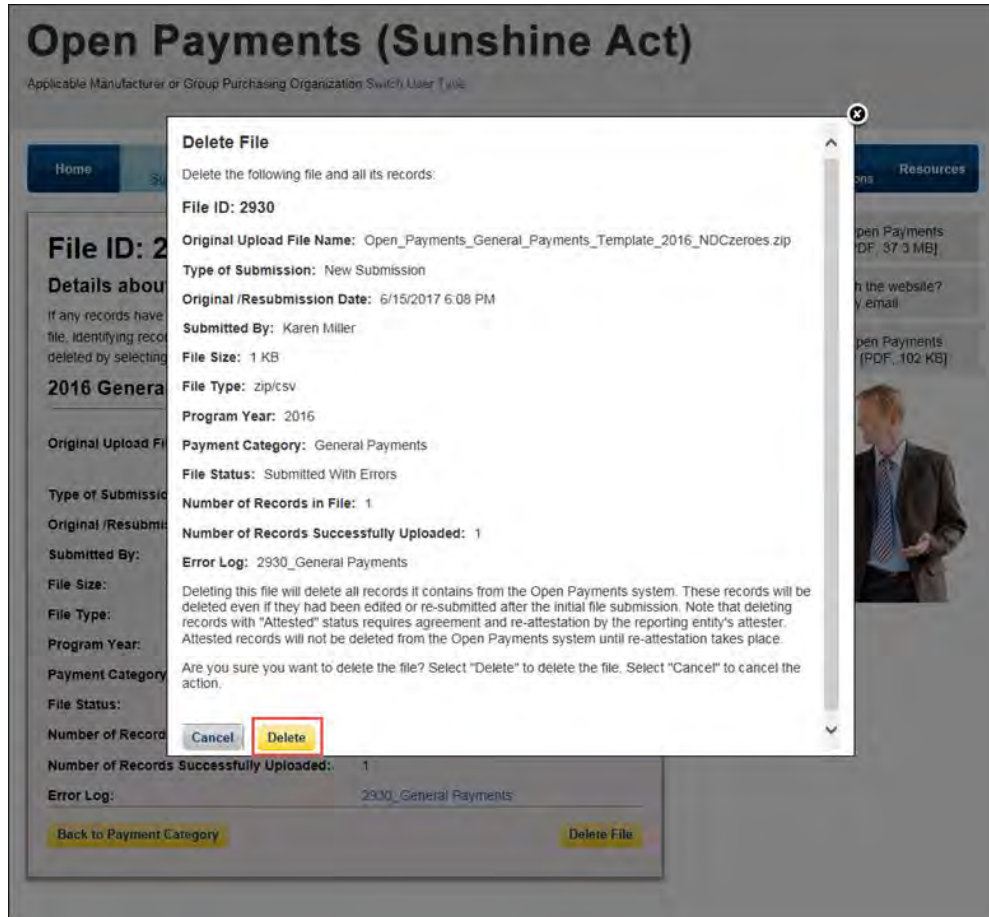 Open Payments (Sunshine Act)
Applicable Manufacturer or Group Purchasing Organization Switch User Type
Home
Resources
Delete File
Delete the following file and all its records:
File ID: 2930
Original Upload File Name: Open_Payments_General_Payments_Template_2016_NDCzeroes.zip
Type of Submission: New Submission
Original /Resubmission Date: 6/15/2017 6:08 PM
Submitted By: Karen Miller
File Size: 1 KB
File Type: zip/csv
Program Year: 2016
Payment Category: General Payments
File Status: Submitted With Errors
Number of Records in File: 1
Number of Records Successfully Uploaded: 1
Error Log: 2930_General Payments
Deleting this file will delete all records it contains from the Open Payments system. These records will be
deleted even if they had been edited or re-submitted after the initial file submission. Note that deleting
records with "Attested" status requires agreement and re-attestation by the reporting entity's attester.
Attested records will not be deleted from the Open Payments system until re-attestation takes place.
Are you sure you want to delete the file? Select "Delete" to delete the file. Select "Cancel" to cancel the
action.
Cancel Delete
File ID: 2
Details abou
If any records have
file, identifying reco
deleted by selecting
2016 Genera
Original Upload Fi
Type of Submissio
Original /Resubmi
Submitted By:
File Size:
File Type:
Program Year:
Payment Category
File Status:
Number of Record
Number of Records Successfully Uploaded: 1
Error Log: 2930_General Payments
Back to Payment Category Delete File
pen Payments
PDF, 37.3 MB]
h the website?
y email
pen Payments
[PDF, 102 KB]